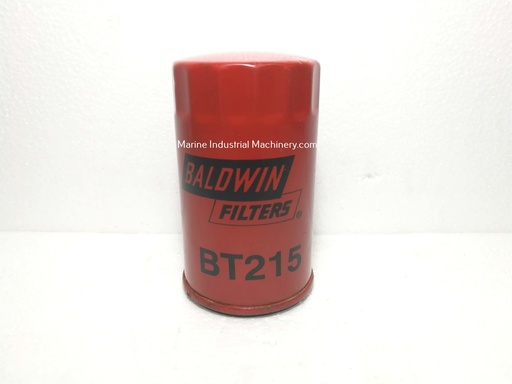 Marine Industrial Machinery.com
BALDWIN
FILTERS®
BT215